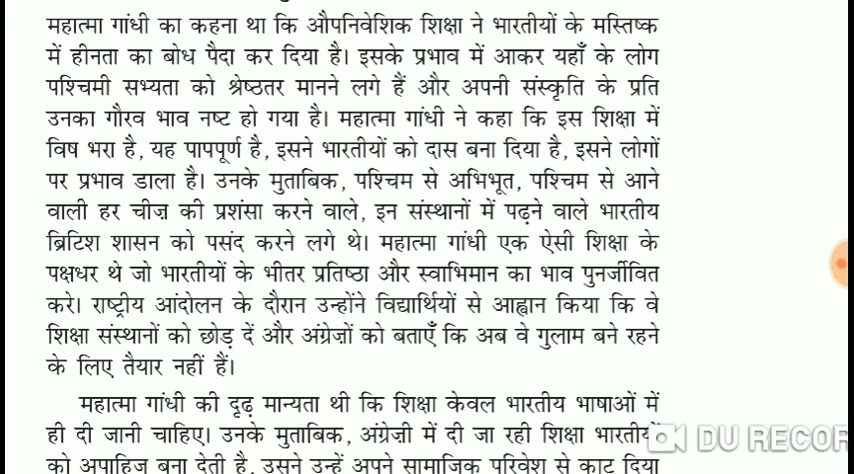 महात्मा गांधी का कहना था कि औपनिवेशिक शिक्षा ने भारतीयों के मस्तिष्क
में हीनता का बोध पैदा कर दिया है। इसके प्रभाव में आकर यहाँ के लोग
पश्चिमी सभ्यता को श्रेष्ठतर मानने लगे हैं और अपनी संस्कृति के प्रति
उनका गौरव भाव नष्ट हो गया है। महात्मा गांधी ने कहा कि इस शिक्षा में
विष भरा है, यह पापपूर्ण है, इसने भारतीयों को दास बना दिया है, इसने लोगों
पर प्रभाव डाला है। उनके मुताबिक, पश्चिम से अभिभूत, पश्चिम से आने
वाली हर चीज़ की प्रशंसा करने वाले, इन संस्थानों में पढ़ने वाले भारतीय
ब्रिटिश शासन को पसंद करने लगे थे। महात्मा गांधी एक ऐसी शिक्षा के
पक्षधर थे जो भारतीयों के भीतर प्रतिष्ठा और स्वाभिमान का भाव पुनर्जीवित
करे। राष्ट्रीय आंदोलन के दौरान उन्होंने विद्यार्थियों से आह्वान किया कि वे
शिक्षा संस्थानों को छोड़ दें और अंग्रेज़ों को बताएँ कि अब वे गुलाम बने रहने
के लिए तैयार नहीं हैं।
महात्मा गांधी की दृढ़ मान्यता थी कि शिक्षा केवल भारतीय भाषाओं में
ही दी जानी चाहिए। उनके मुताबिक, अंग्रेज़ी में दी जा रही शिक्षा भारतीयों
को अपाहिज बना देती है, उसने उन्हें अपने सामाजिक परिवेश से काट दिया
DU RECOR